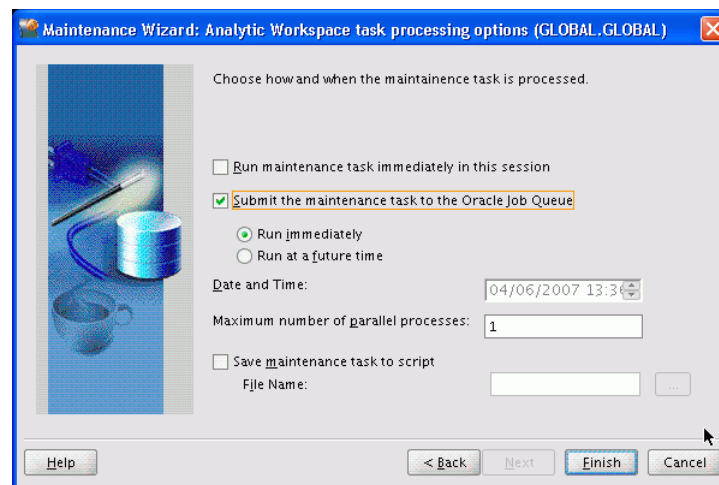 Maintenance Wizard: Analytic Workspace task processing options (GLOBAL.GLOBAL)
Choose how and when the maintainence task is processed.
Run maintenance task immediately in this session
Submit the maintenance task to the Oracle Job Queue
Run immediately
Run at a future time
Date and Time:
04/06/2007 13:3
Maximum number of parallel processes:
1
Save maintenance task to script
File Name:
...
Help
< Back
Next
Finish
Cancel